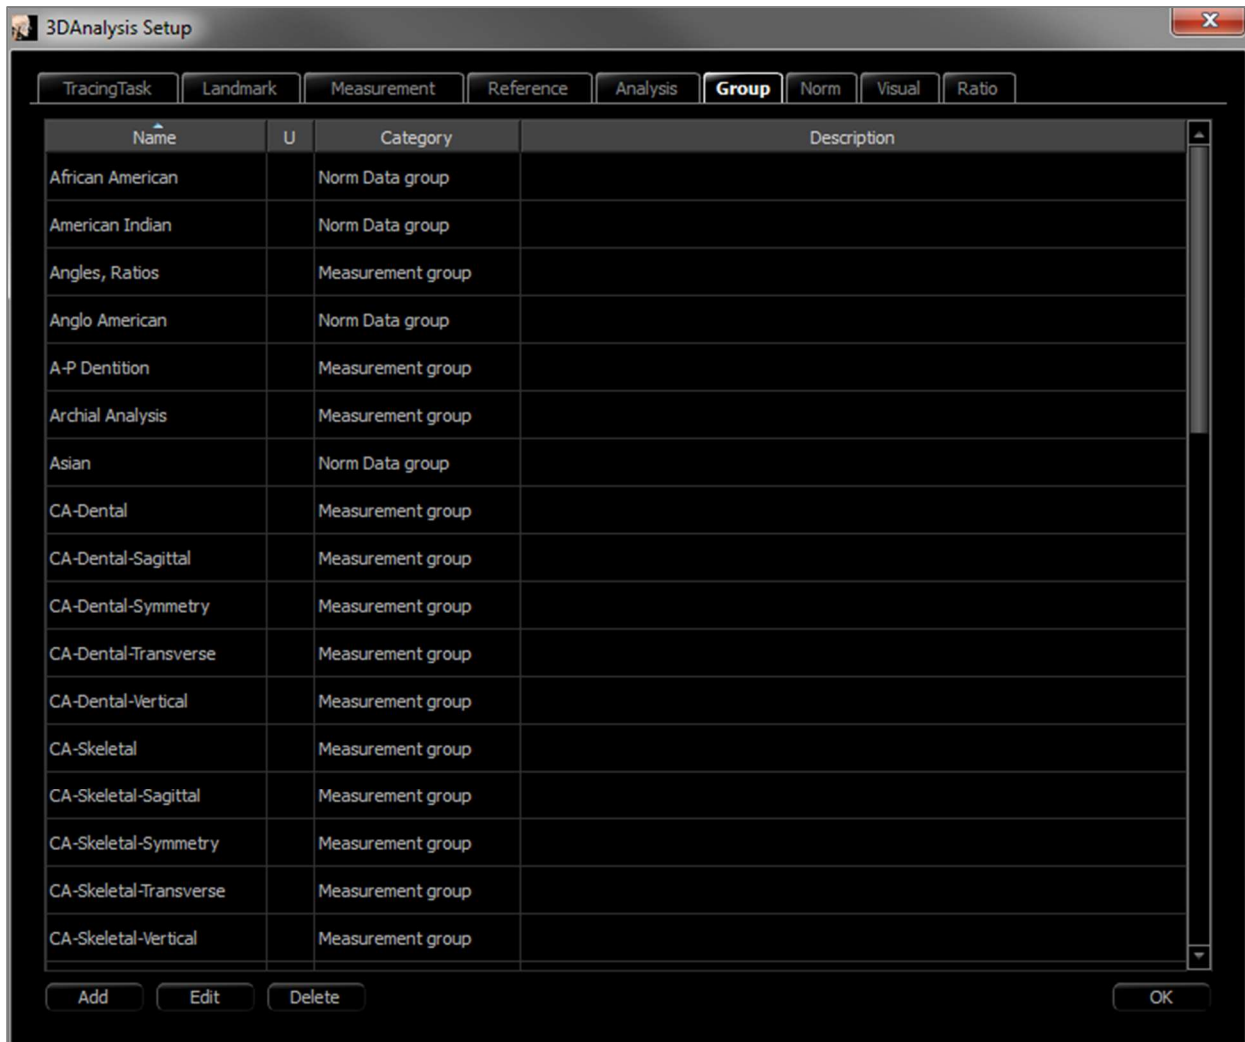 3DAnalysis Setup
TracingTask Landmark Measurement Reference Analysis Group Norm Visual Ratio
Name U Category Description
African American Norm Data group
American Indian Norm Data group
Angles, Ratios Measurement group
Anglo American Norm Data group
A-P Dentition Measurement group
Archial Analysis Measurement group
Asian Norm Data group
CA-Dental Measurement group
CA-Dental-Sagittal Measurement group
CA-Dental-Symmetry Measurement group
CA-Dental-Transverse Measurement group
CA-Dental-Vertical Measurement group
CA-Skeletal Measurement group
CA-Skeletal-Sagittal Measurement group
CA-Skeletal-Symmetry Measurement group
CA-Skeletal-Transverse Measurement group
CA-Skeletal-Vertical Measurement group
Add Edit Delete OK